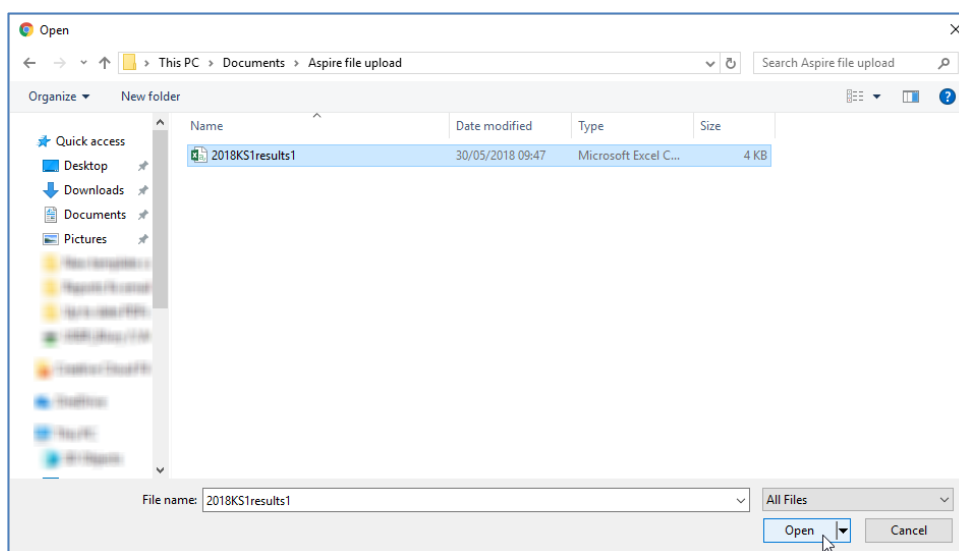 Open
This PC > Documents > Aspire file upload
Search Aspire file upload
Organize
New folder
Name Date modified Type Size
Quick access
2018KS1results1 30/05/2018 09:47 Microsoft Excel C... 4 KB
Desktop
Downloads
Documents
Pictures
File name: 2018KS1results1
All Files
Open
Cancel